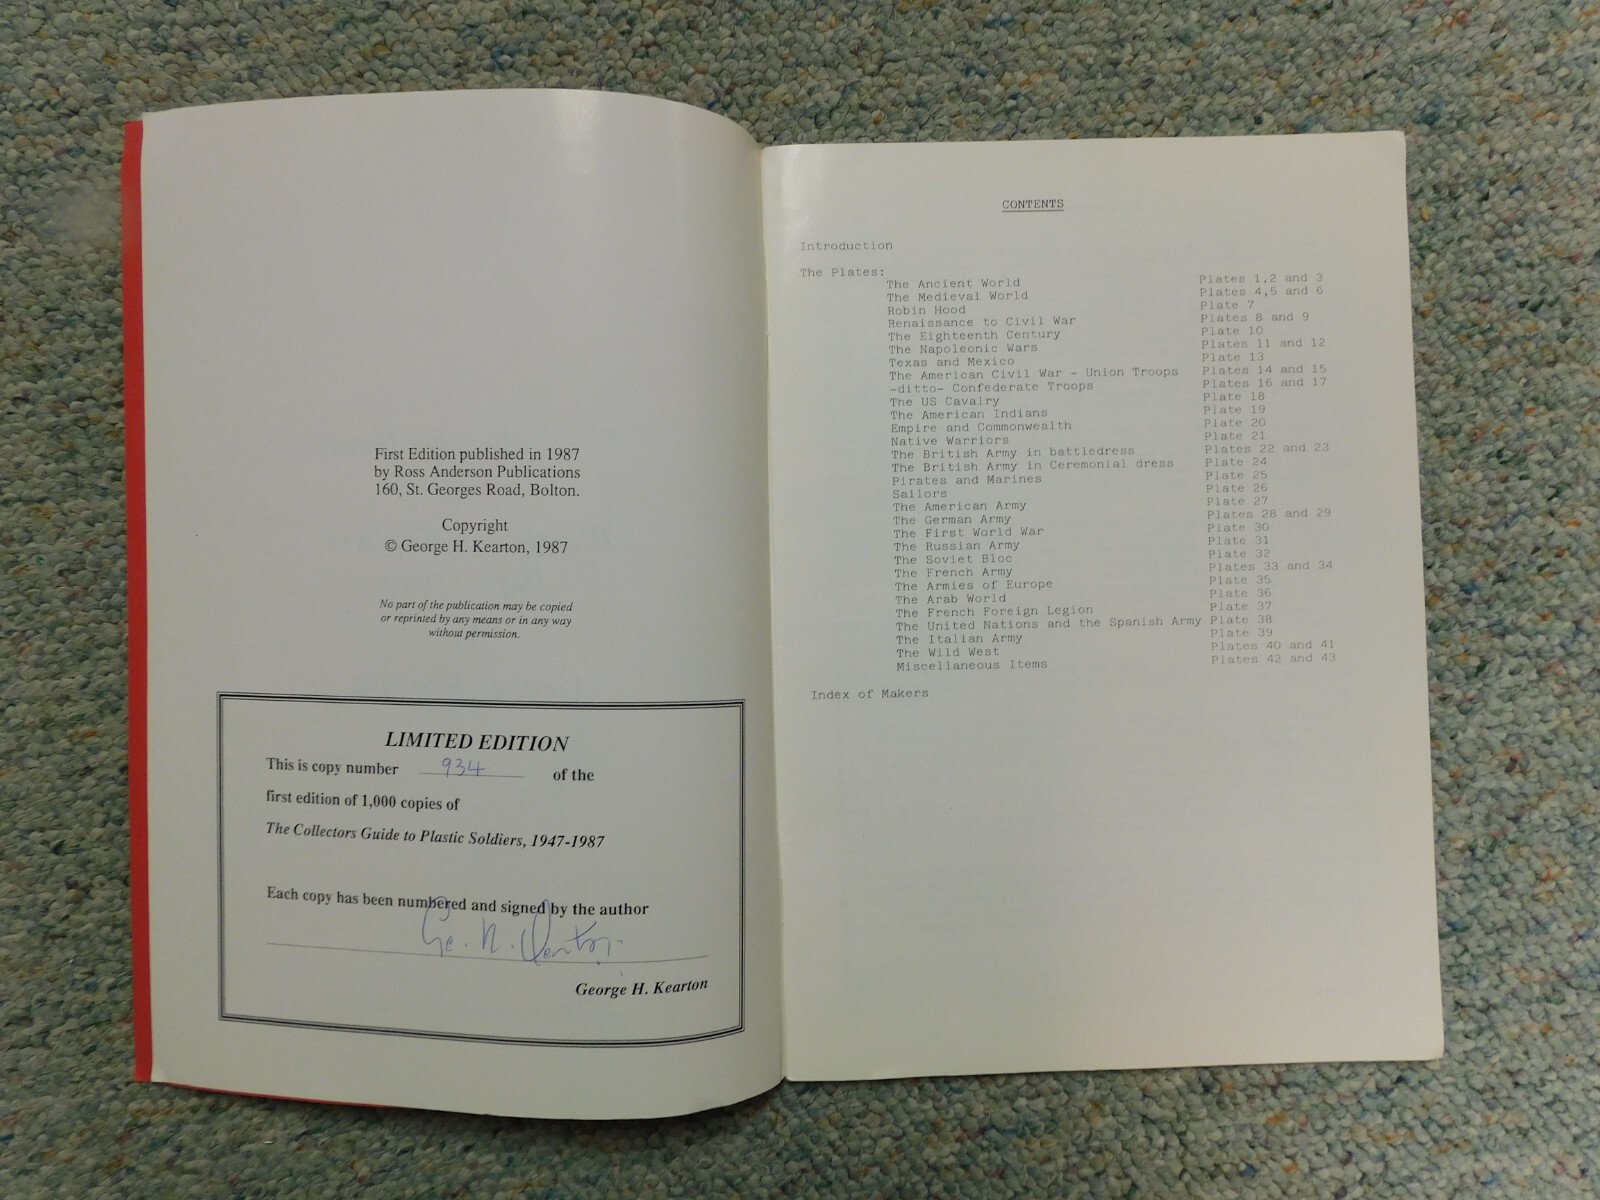 First Edition published in 1987
by Ross Anderson Publications
160, St. Georges Road, Bolton.
Copyright
© George H. Kearton, 1987
No part of the publication may be copied
or reprinted by any means or in any way
without permission.
LIMITED EDITION
This is copy number 934 of the
first edition of 1,000 copies of
The Collectors Guide to Plastic Soldiers, 1947-1987
Each copy has been numbered and signed by the author
Ge. H. Kearton
George H. Kearton
CONTENTS
Introduction
The Plates:
The Ancient World Plates 1,2 and 3
The Medieval World Plates 4,5 and 6
Robin Hood Plate 7
Renaissance to Civil War Plates 8 and 9
The Eighteenth Century Plate 10
The Napoleonic Wars Plates 11 and 12
Texas and Mexico Plate 13
The American Civil War - Union Troops Plates 14 and 15
-ditto- Confederate Troops Plates 16 and 17
The US Cavalry Plate 18
The American Indians Plate 19
Empire and Commonwealth Plate 20
Native Warriors Plate 21
The British Army in battledress Plates 22 and 23
The British Army in Ceremonial dress Plate 24
Pirates and Marines Plate 25
Sailors Plate 26
The American Army Plate 27
The German Army Plates 28 and 29
The First World War Plate 30
The Russian Army Plate 31
The Soviet Bloc Plate 32
The French Army Plates 33 and 34
The Armies of Europe Plate 35
The Arab World Plate 36
The French Foreign Legion Plate 37
The United Nations and the Spanish Army Plate 38
The Italian Army Plate 39
The Wild West Plates 40 and 41
Miscellaneous Items Plates 42 and 43
Index of Makers